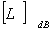 [L ] dB